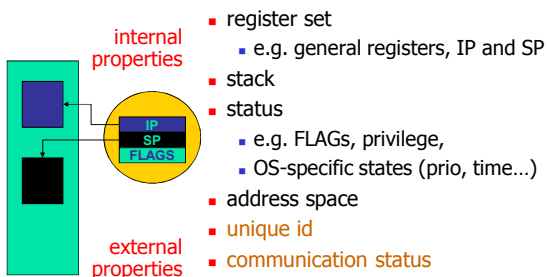 internal
properties
IP
SP
FLAGS
external
properties
register set
e.g. general registers, IP and SP
stack
status
e.g. FLAGs, privilege,
OS-specific states (prio, time…)
address space
unique id
communication status